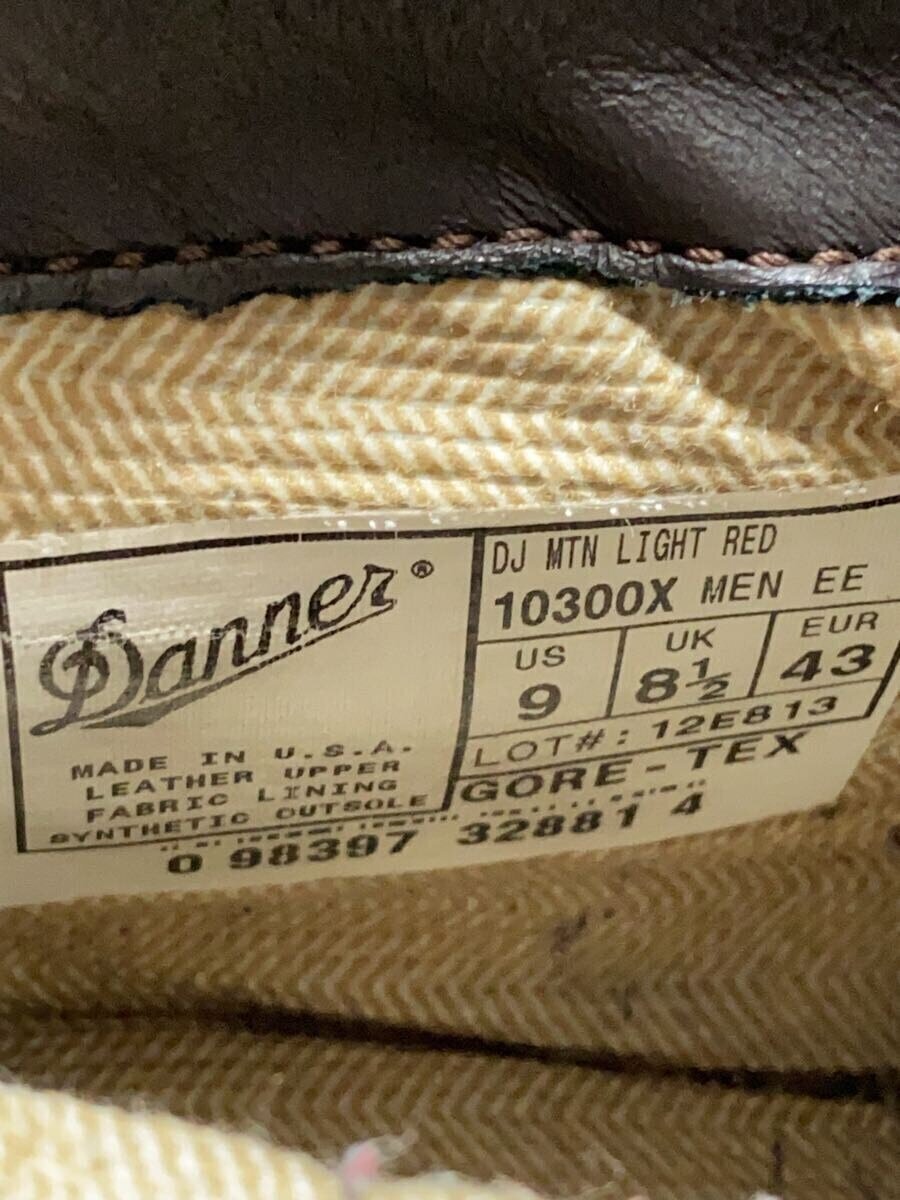 Danner®
MADE IN U.S.A.
LEATHER UPPER
FABRIC LINING
SYNTHETIC OUTSOLE
DJ MTN LIGHT RED
10300X MEN EE
US UK EUR
9 8½ 43
LOT#: 12E813
GORE-TEX
0 98397 32881 4